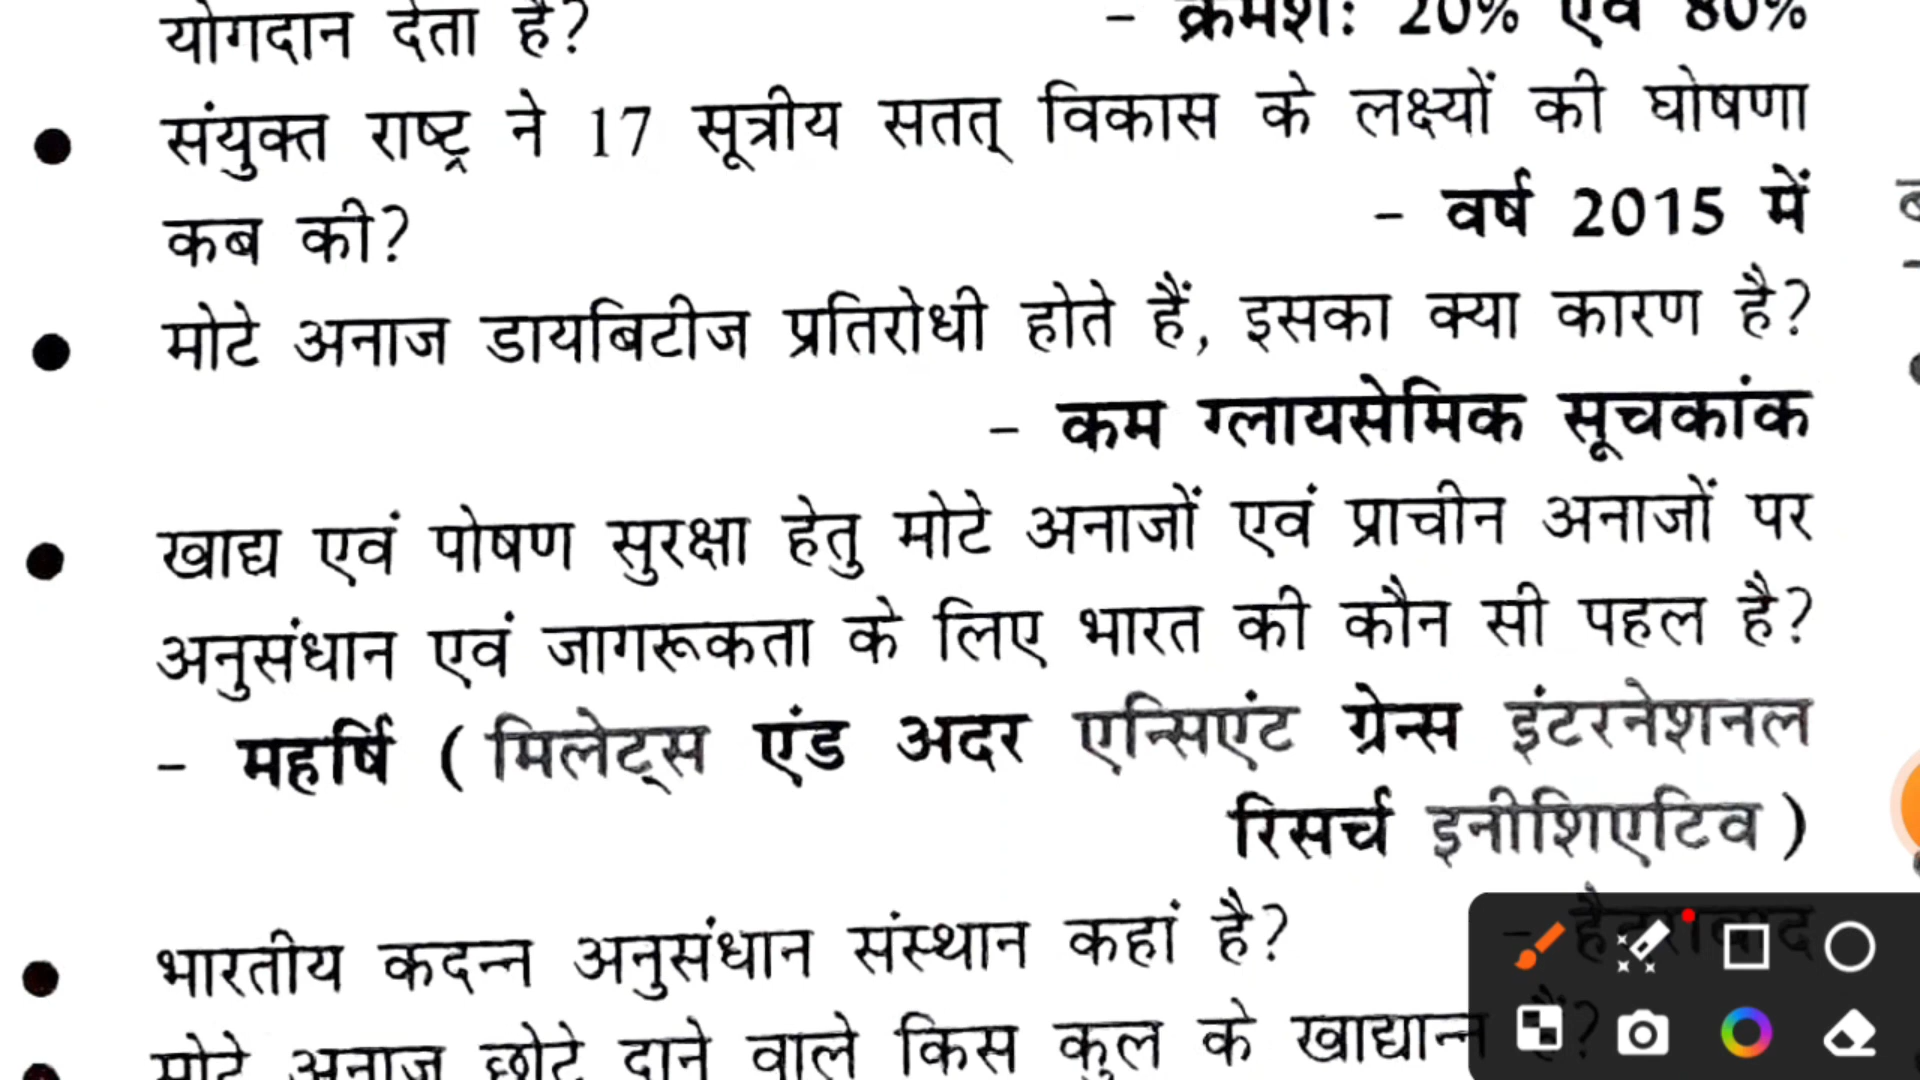 योगदान देता है? – क्रमशः 20% एवं 80%
• संयुक्त राष्ट्र ने 17 सूत्रीय सतत् विकास के लक्ष्यों की घोषणा
कब की? – वर्ष 2015 में
• मोटे अनाज डायबिटीज प्रतिरोधी होते हैं, इसका क्या कारण है?
– कम ग्लायसेमिक सूचकांक
• खाद्य एवं पोषण सुरक्षा हेतु मोटे अनाजों एवं प्राचीन अनाजों पर
अनुसंधान एवं जागरूकता के लिए भारत की कौन सी पहल है?
– महर्षि (मिलेट्स एंड अदर एन्सिएंट ग्रेन्स इंटरनेशनल
रिसर्च इनीशिएटिव)
• भारतीय कदन्न अनुसंधान संस्थान कहां है? – हैदराबाद
• मोटे अनाज छोटे दाने वाले किस कुल के खाद्यान्न हैं?